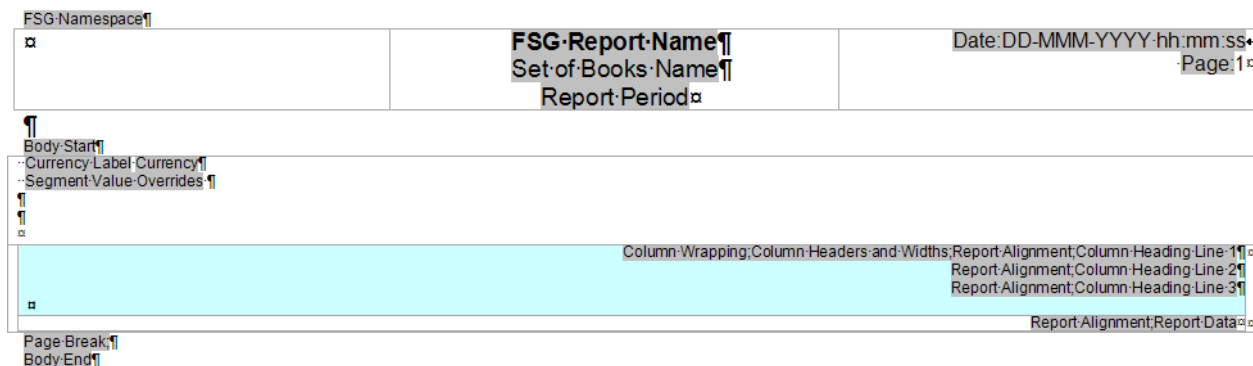 FSG·Namespace¶
¤
FSG·Report·Name¶
Set·of·Books·Name¶
Report·Period¤
Date:DD-MMM-YYYY·hh:mm:ss↵
·Page:1¤
¶
Body·Start¶
··Currency·Label·Currency¶
··Segment·Value·Overrides·¶
¶
¶
¤
Column·Wrapping;Column·Headers·and·Widths;Report·Alignment;Column·Heading·Line·1¶¤
Report·Alignment;Column·Heading·Line·2¶
Report·Alignment;Column·Heading·Line·3¶
¤
Report·Alignment;Report·Data¤¤
Page·Break;¶
Body·End¶